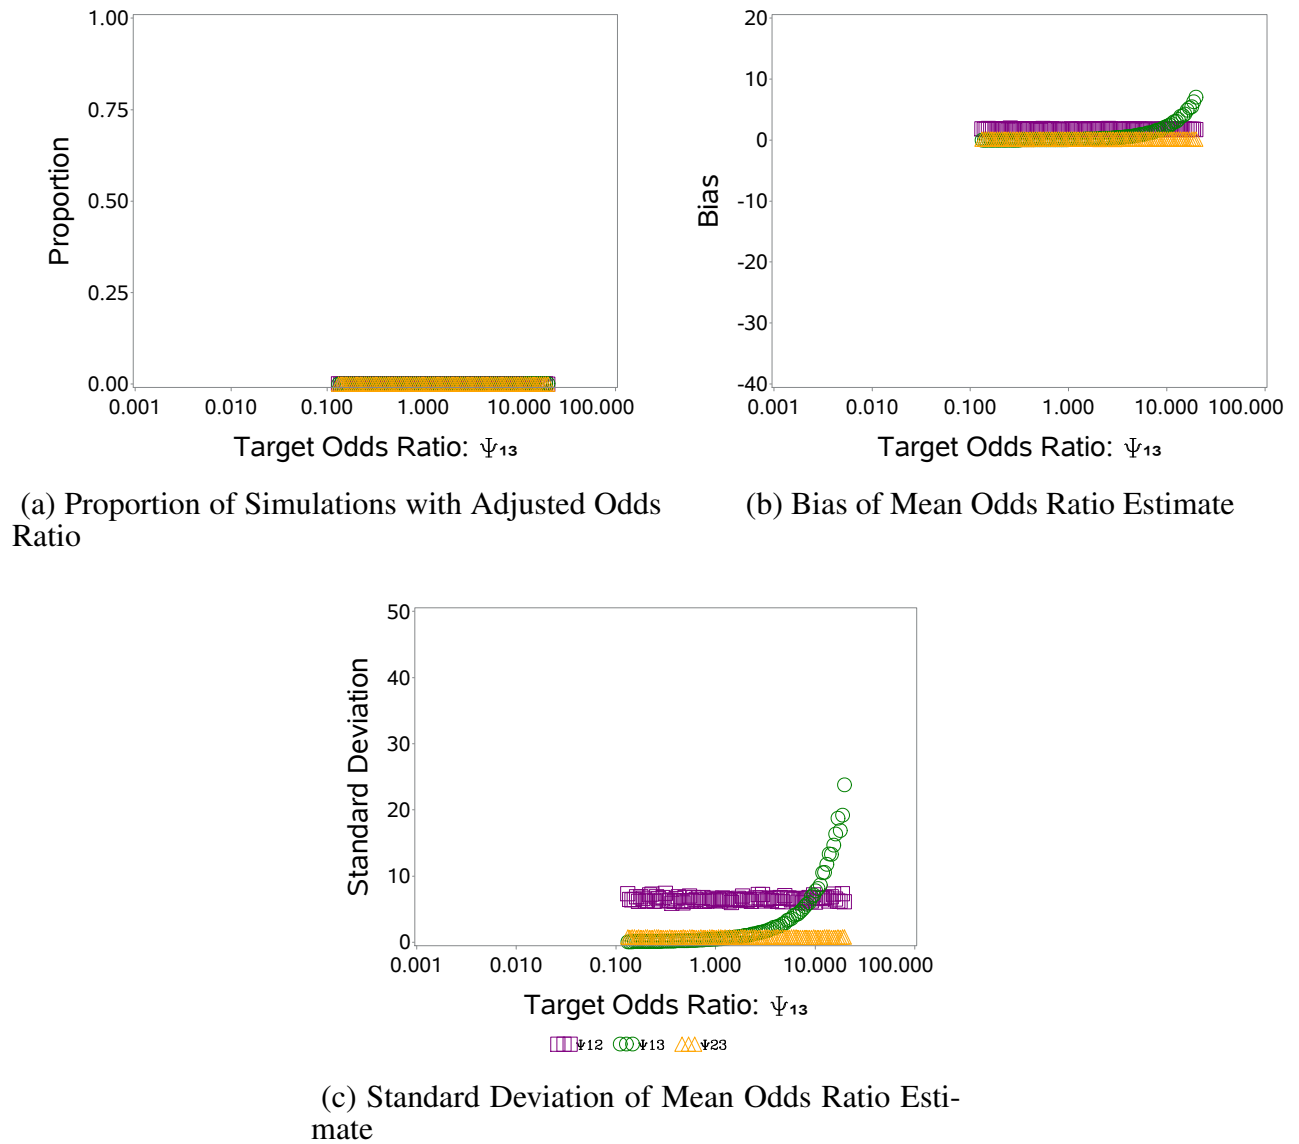 1.00
0.75
0.50
0.25
0.00
Proportion
0.001 0.010 0.100 1.000 10.000 100.000
Target Odds Ratio: Ψ13
(a) Proportion of Simulations with Adjusted Odds
Ratio
20
10
0
-10
-20
-30
-40
Bias
0.001 0.010 0.100 1.000 10.000 100.000
Target Odds Ratio: Ψ13
(b) Bias of Mean Odds Ratio Estimate
50
40
30
20
10
0
Standard Deviation
0.001 0.010 0.100 1.000 10.000 100.000
Target Odds Ratio: Ψ13
Ψ12 Ψ13 Ψ23
(c) Standard Deviation of Mean Odds Ratio Esti-
mate